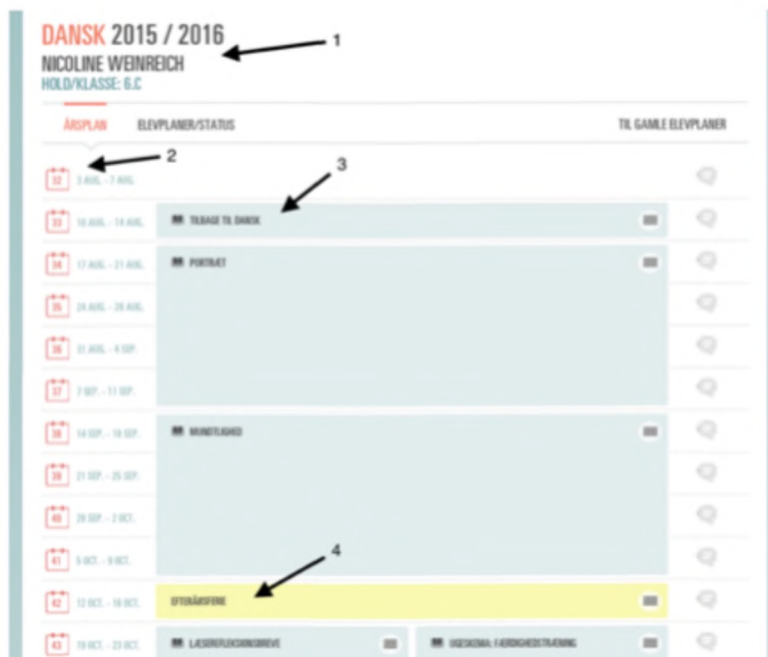 DANSK 2015 / 2016
1
NICOLINE WEINREICH
HOLD/KLASSE: 6.C
ÅRSPLAN ELEVPLANER/STATUS TIL GAMLE ELEVPLANER
2
3
32 3 AUG. - 7 AUG.
33 10 AUG. - 14 AUG. TILBAGE TIL DANSK
34 17 AUG. - 21 AUG. PORTRÆT
35 24 AUG. - 28 AUG.
36 31 AUG. - 4 SEP.
37 7 SEP. - 11 SEP.
38 14 SEP. - 18 SEP. MUNDTLIGHED
39 21 SEP. - 25 SEP.
40 28 SEP. - 2 OCT.
41 5 OCT. - 9 OCT.
4
42 12 OCT. - 16 OCT. EFTERÅRSFERIE
43 19 OCT. - 23 OCT. LÆSEREFLEKSIONSBREVE UGESKEMA: FÆRDIGHEDSTRÆNING